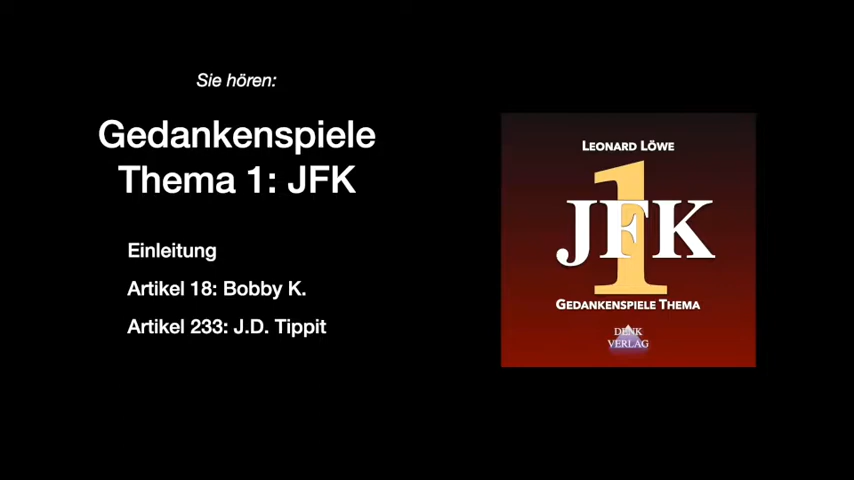 Sie hören:
Gedankenspiele
Thema 1: JFK
Einleitung
Artikel 18: Bobby K.
Artikel 233: J.D. Tippit
LEONARD LÖWE
1
JFK
GEDANKENSPIELE THEMA
DENK
VERLAG